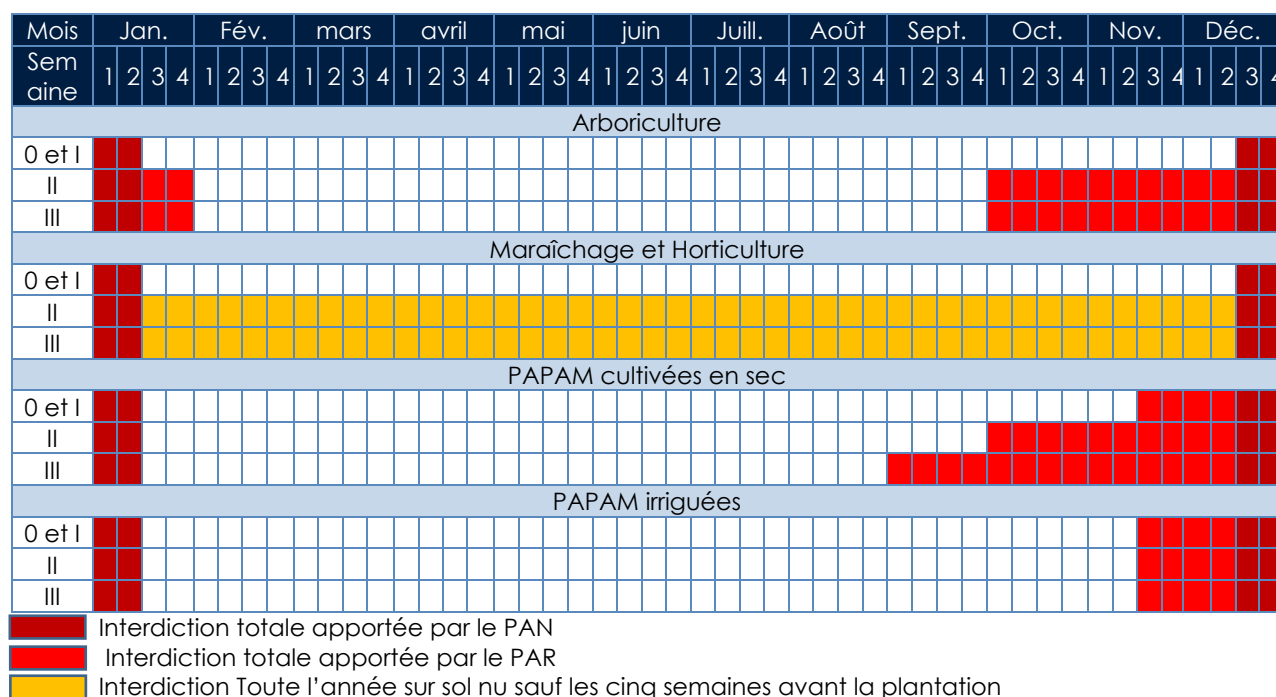 Mois Jan. Fév. mars avril mai juin Juill. Août Sept. Oct. Nov. Déc.
Sem
aine 1 2 3 4 1 2 3 4 1 2 3 4 1 2 3 4 1 2 3 4 1 2 3 4 1 2 3 4 1 2 3 4 1 2 3 4 1 2 3 4 1 2 3 4 1 2 3 4
Arboriculture
0 et I
II
III
Maraîchage et Horticulture
0 et I
II
III
PAPAM cultivées en sec
0 et I
II
III
PAPAM irriguées
0 et I
II
III
Interdiction totale apportée par le PAN
Interdiction totale apportée par le PAR
Interdiction Toute l'année sur sol nu sauf les cinq semaines avant la plantation